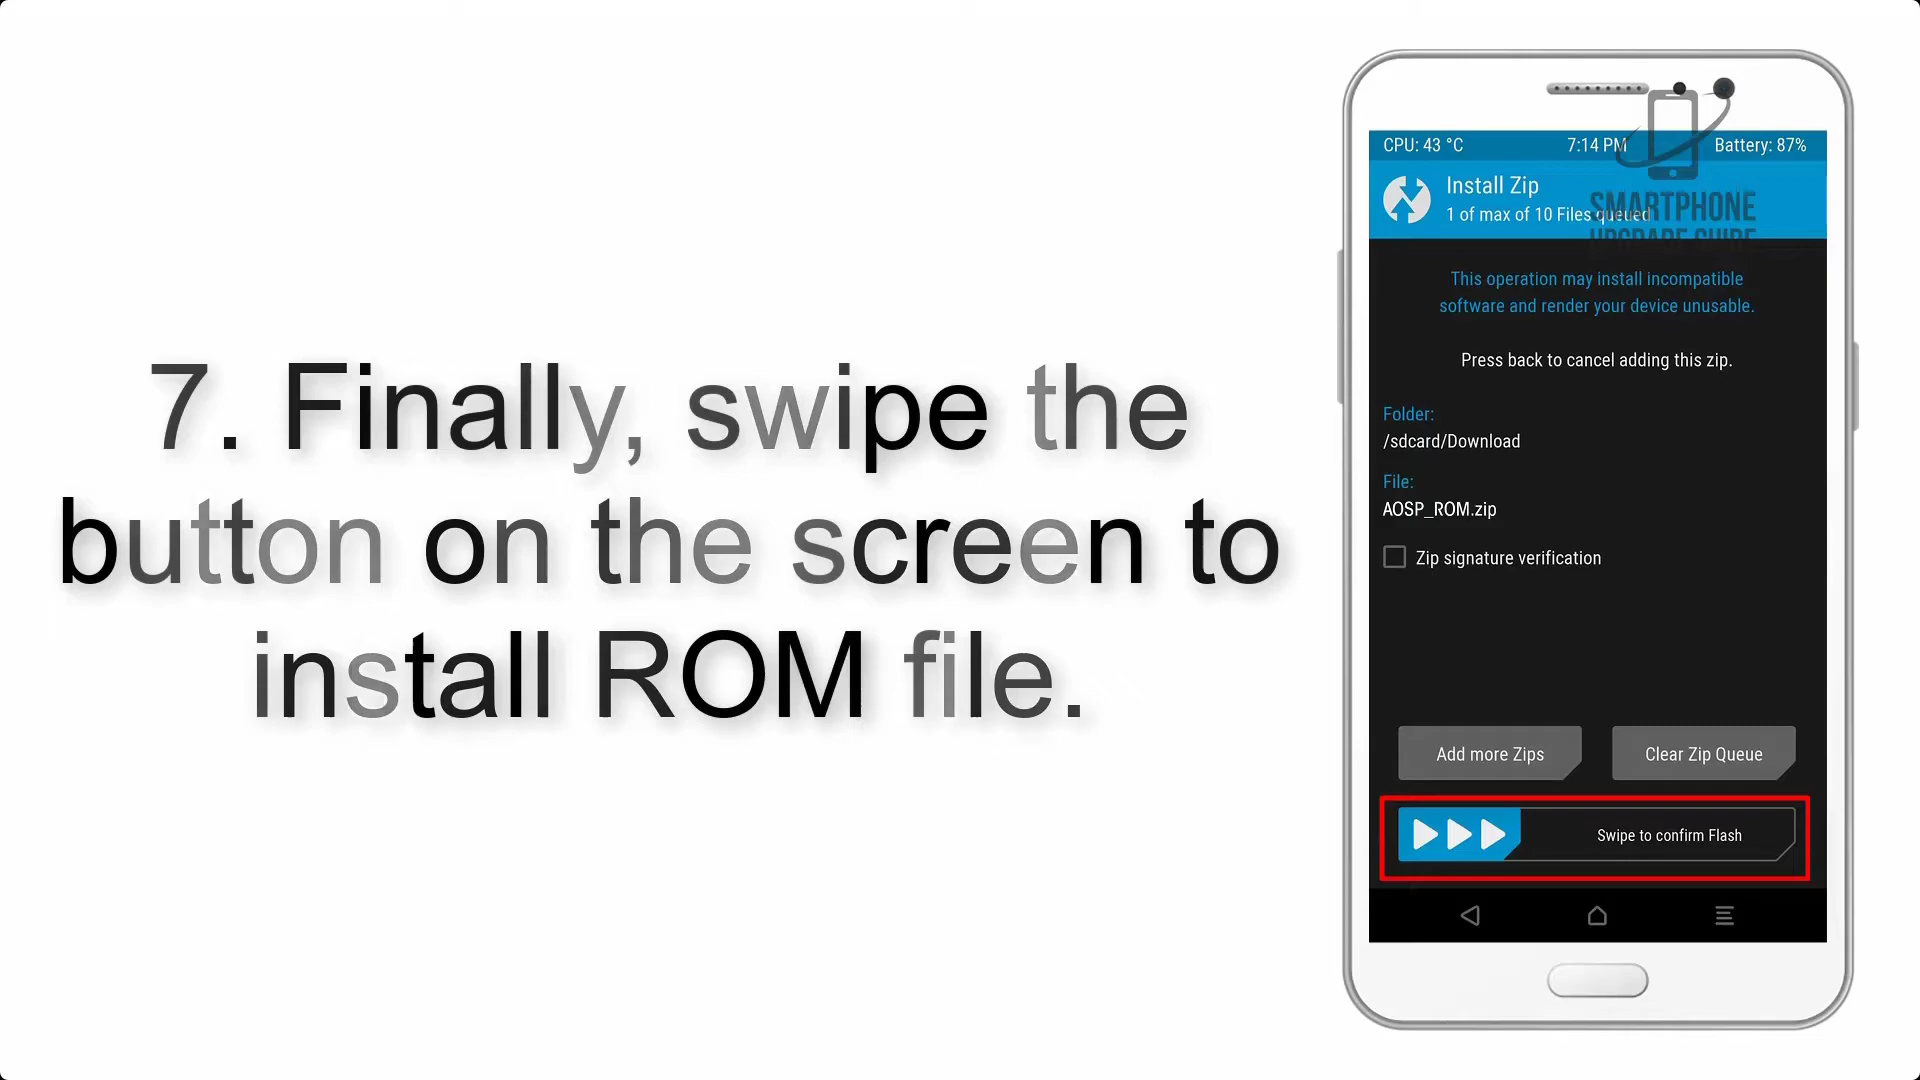 7. Finally, swipe the
button on the screen to
install ROM file.
CPU: 43 °C 7:14 PM Battery: 87%
Install Zip
1 of max of 10 Files queued
SMARTPHONE
UPGRADE GUIDE
This operation may install incompatible
software and render your device unusable.
Press back to cancel adding this zip.
Folder:
/sdcard/Download
File:
AOSP_ROM.zip
Zip signature verification
Add more Zips Clear Zip Queue
Swipe to confirm Flash